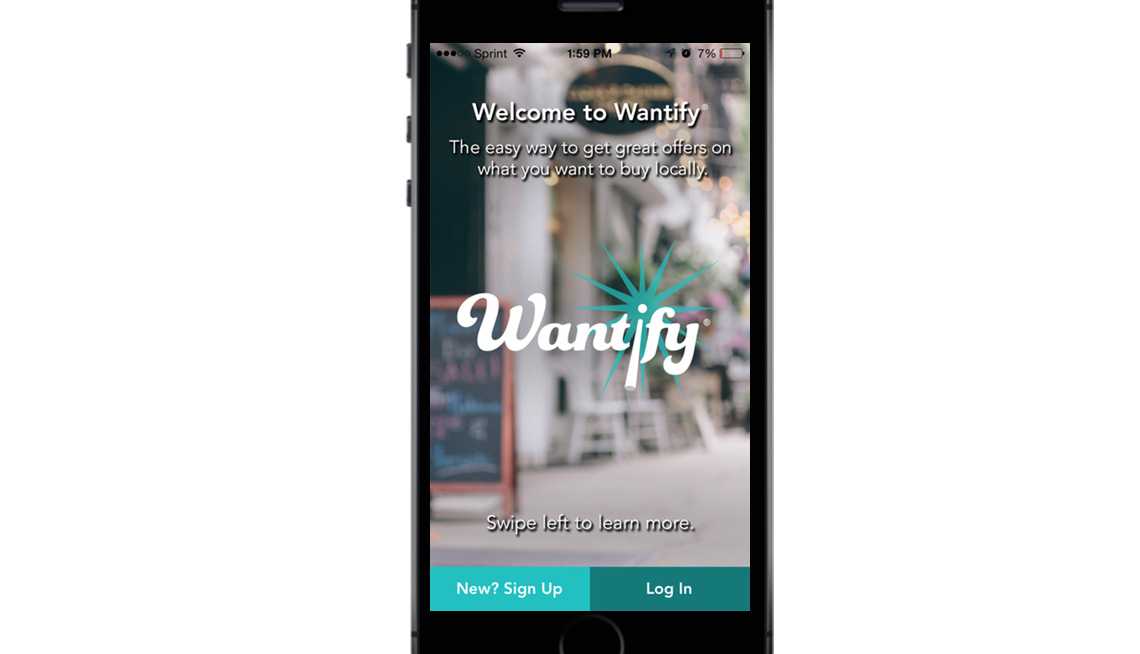 Sprint 1:59 PM 7%
Welcome to Wantify®
The easy way to get great offers on
what you want to buy locally.
Wantify®
Swipe left to learn more.
New? Sign Up Log In